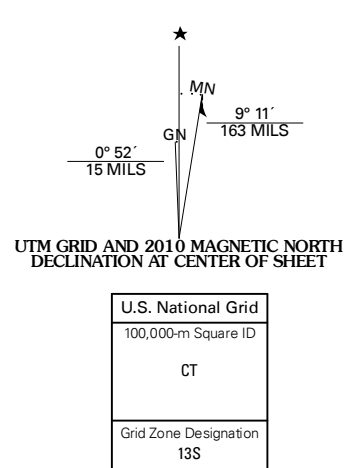 ★
MN
9° 11´
163 MILS
GN
0° 52´
15 MILS
UTM GRID AND 2010 MAGNETIC NORTH
DECLINATION AT CENTER OF SHEET
U.S. National Grid
100,000-m Square ID
CT
Grid Zone Designation
13S